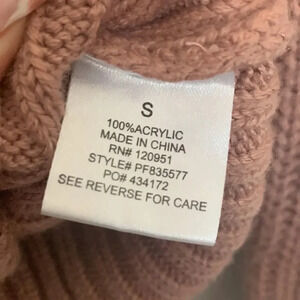 S
100%ACRYLIC
MADE IN CHINA
RN# 120951
STYLE# PF835577
PO# 434172
SEE REVERSE FOR CARE